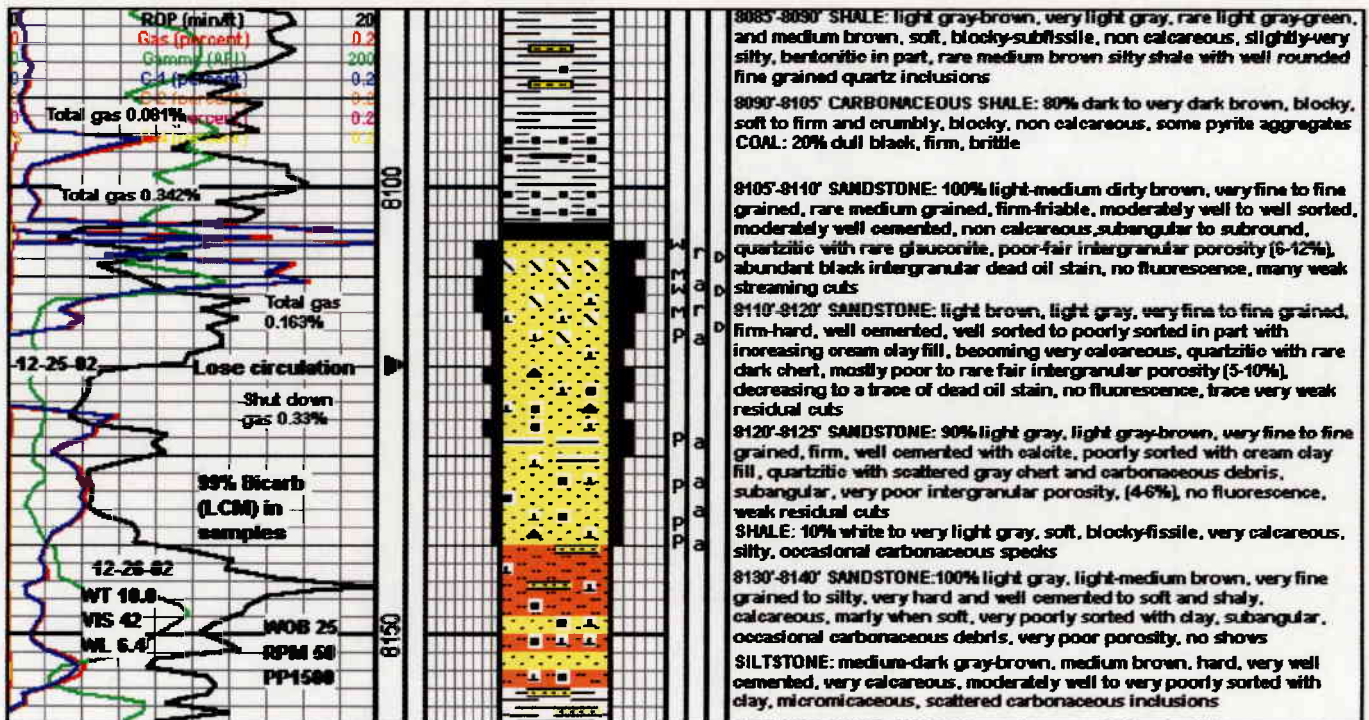 ROP (min/ft) 20
Gas (percent) 0.2
Gamma (API) 200
C-1 (percent) 0.2
0.2
0.2
0.2
Total gas 0.081%
Total gas 0.342%
Total gas
0.163%
12-25-02
Lose circulation
Shut down
gas 0.33%
99% Bicarb
(LCM) in
samples
12-26-02
WT 10.0
VIS 42
WL 6.4
WOB 25
RPM 50
PP1500
8100
8150
8085'-8090' SHALE: light gray-brown, very light gray, rare light gray-green,
and medium brown, soft, blocky-subfissile, non calcareous, slightly-very
silty, bentonitic in part, rare medium brown silty shale with well rounded
fine grained quartz inclusions
8090'-8105' CARBONACEOUS SHALE: 80% dark to very dark brown, blocky,
soft to firm and crumbly, blocky, non calcareous, some pyrite aggregates
COAL: 20% dull black, firm, brittle
8105'-8110' SANDSTONE: 100% light-medium dirty brown, very fine to fine
grained, rare medium grained, firm-friable, moderately well to well sorted,
moderately well cemented, non calcareous,subangular to subround,
quartzitic with rare glauconite, poor-fair intergranular porosity (6-12%),
abundant black intergranular dead oil stain, no fluorescence, many weak
streaming cuts
8110'-8120' SANDSTONE: light brown, light gray, very fine to fine grained,
firm-hard, well cemented, well sorted to poorly sorted in part with
increasing cream clay fill, becoming very calcareous, quartzitic with rare
dark chert, mostly poor to rare fair intergranular porosity (5-10%),
decreasing to a trace of dead oil stain, no fluorescence, trace very weak
residual cuts
8120'-8125' SANDSTONE: 90% light gray, light gray-brown, very fine to fine
grained, firm, well cemented with calcite, poorly sorted with cream clay
fill, quartzitic with scattered gray chert and carbonaceous debris,
subangular, very poor intergranular porosity, (4-6%), no fluorescence,
weak residual cuts
SHALE: 10% white to very light gray, soft, blocky-fissile, very calcareous,
silty, occasional carbonaceous specks
8130'-8140' SANDSTONE:100% light gray, light-medium brown, very fine
grained to silty, very hard and well cemented to soft and shaly,
calcareous, marly when soft, very poorly sorted with clay, subangular,
occasional carbonaceous debris, very poor porosity, no shows
SILTSTONE: medium-dark gray-brown, medium brown, hard, very well
cemented, very calcareous, moderately well to very poorly sorted with
clay, micromicaceous, scattered carbonaceous inclusions